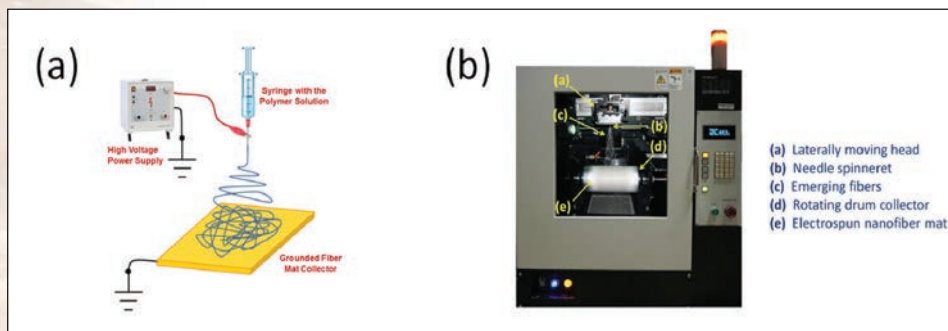 (a)
Syringe with the
Polymer Solution
High Voltage
Power Supply
Grounded Fiber
Mat Collector
(b)
(a)
(c)
(b)
(d)
(e)
(a) Laterally moving head
(b) Needle spinneret
(c) Emerging fibers
(d) Rotating drum collector
(e) Electrospun nanofiber mat